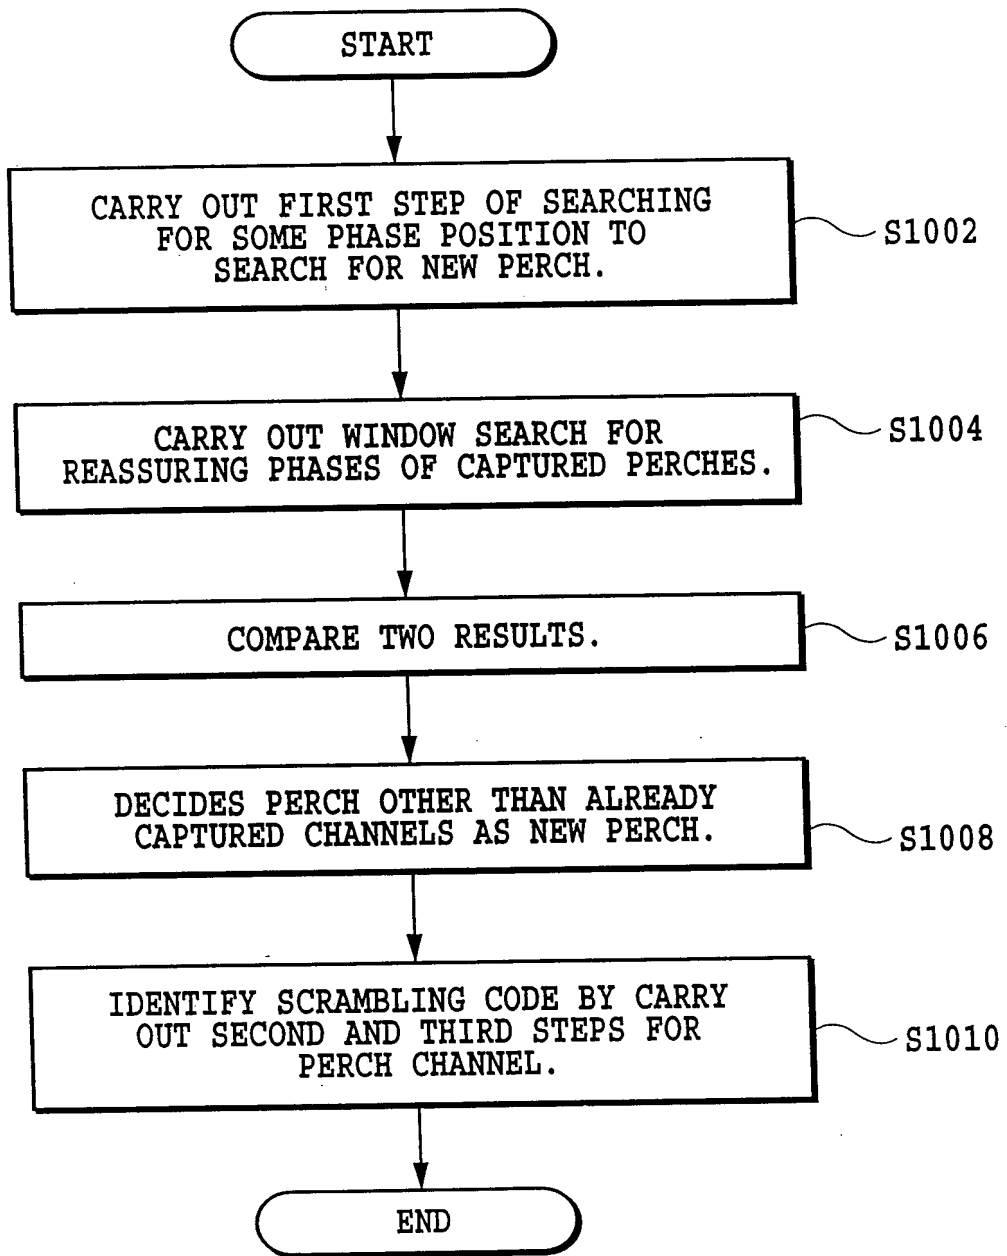 START
CARRY OUT FIRST STEP OF SEARCHING
FOR SOME PHASE POSITION TO
SEARCH FOR NEW PERCH.
S1002
CARRY OUT WINDOW SEARCH FOR
REASSURING PHASES OF CAPTURED PERCHES.
S1004
COMPARE TWO RESULTS.
S1006
DECIDES PERCH OTHER THAN ALREADY
CAPTURED CHANNELS AS NEW PERCH.
S1008
IDENTIFY SCRAMBLING CODE BY CARRY
OUT SECOND AND THIRD STEPS FOR
PERCH CHANNEL.
S1010
END